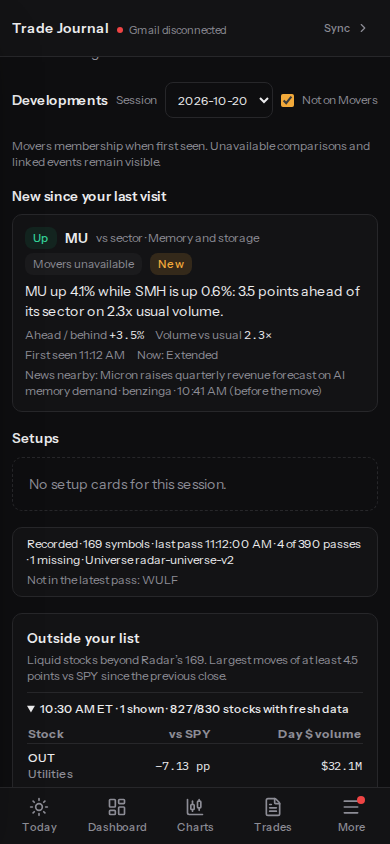 Trade Journal Gmail disconnected Sync
Developments Session 2026-10-20 Not on Movers
Movers membership when first seen. Unavailable comparisons and
linked events remain visible.
New since your last visit
Up MU vs sector · Memory and storage
Movers unavailable New
MU up 4.1% while SMH is up 0.6%: 3.5 points ahead of
its sector on 2.3x usual volume.
Ahead / behind +3.5% Volume vs usual 2.3×
First seen 11:12 AM Now: Extended
News nearby: Micron raises quarterly revenue forecast on AI
memory demand · benzinga · 10:41 AM (before the move)
Setups
No setup cards for this session.
Recorded · 169 symbols · last pass 11:12:00 AM · 4 of 390 passes
· 1 missing · Universe radar-universe-v2
Not in the latest pass: WULF
Outside your list
Liquid stocks beyond Radar's 169. Largest moves of at least 4.5
points vs SPY since the previous close.
▼ 10:30 AM ET · 1 shown · 827/830 stocks with fresh data
Stock vs SPY Day $ volume
OUT −7.13 pp $32.1M
Utilities
Today Dashboard Charts Trades More